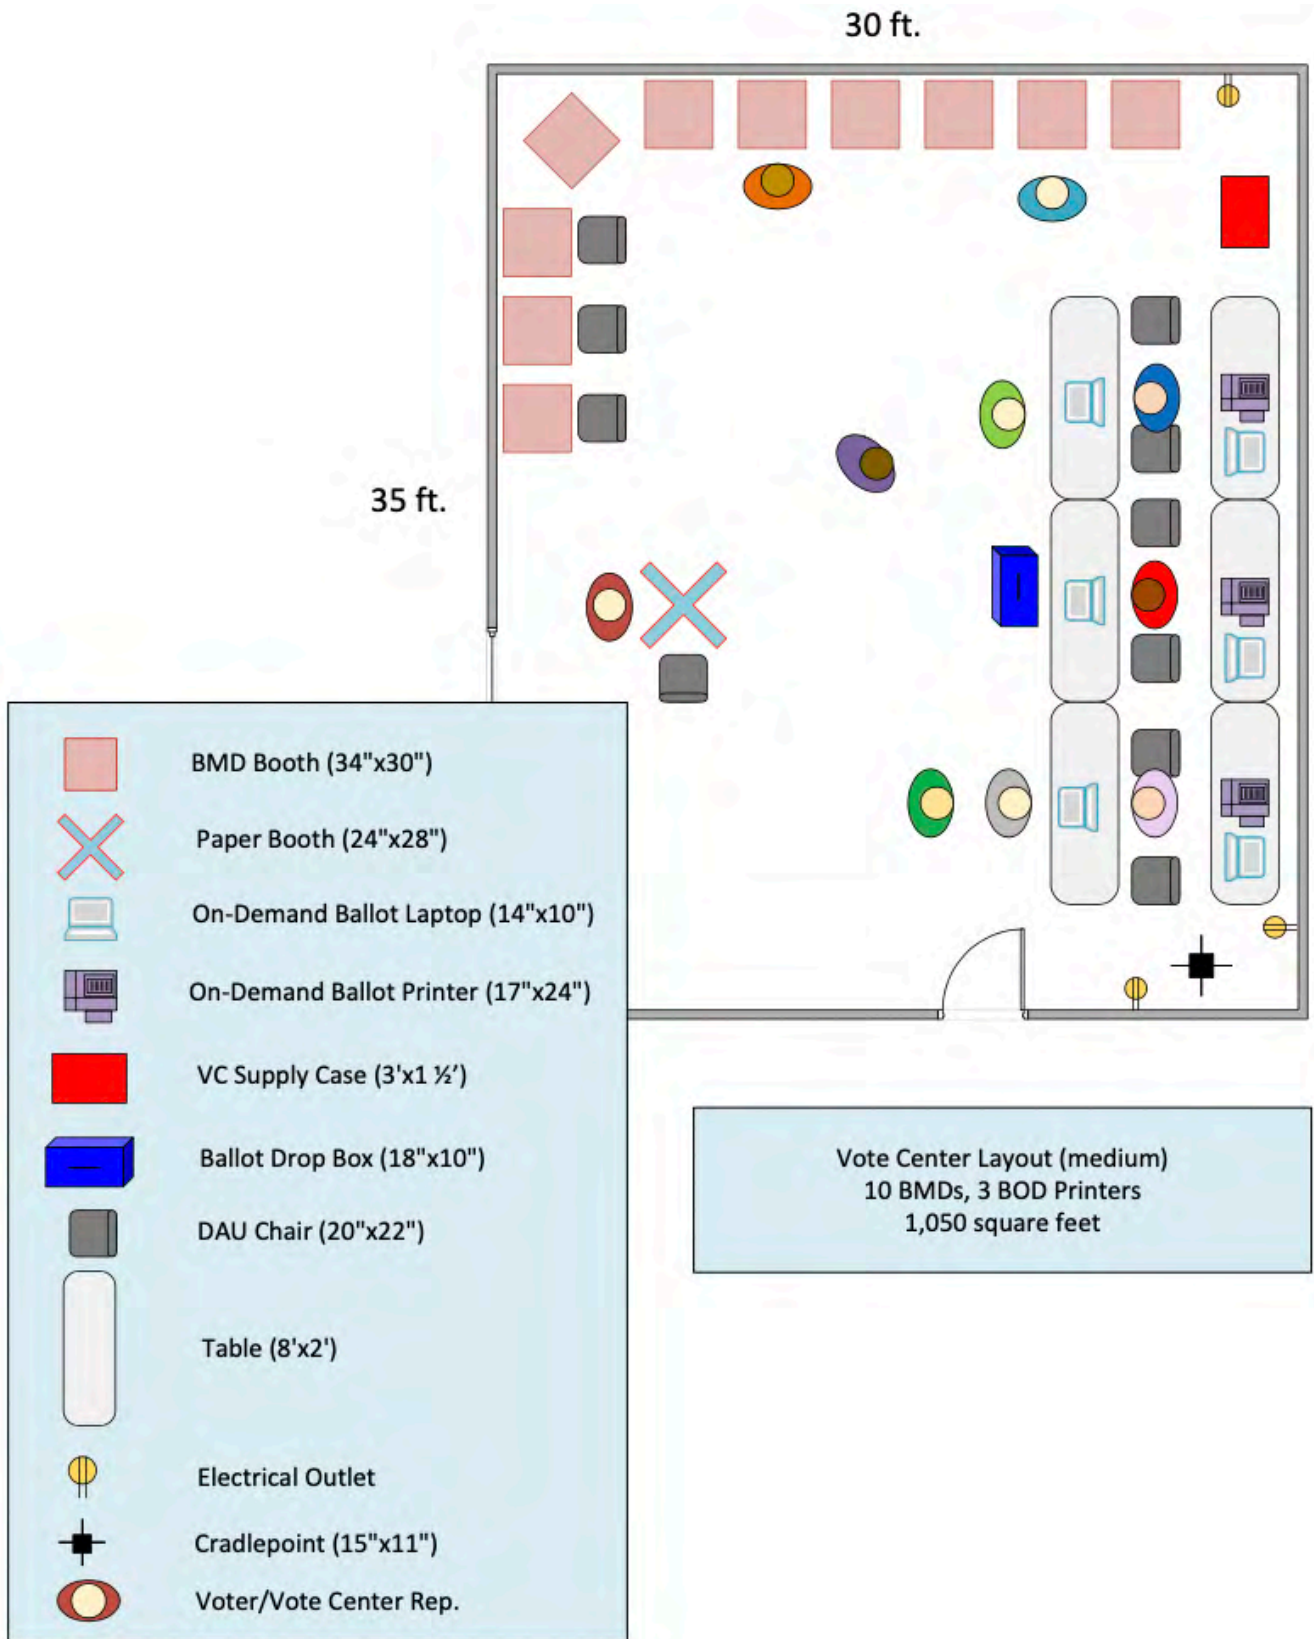 30 ft.
35 ft.
BMD Booth (34"x30")
Paper Booth (24"x28")
On-Demand Ballot Laptop (14"x10")
On-Demand Ballot Printer (17"x24")
VC Supply Case (3'x1 ½’)
Ballot Drop Box (18"x10")
DAU Chair (20"x22")
Table (8'x2')
Electrical Outlet
Cradlepoint (15"x11")
Voter/Vote Center Rep.
Vote Center Layout (medium)
10 BMDs, 3 BOD Printers
1,050 square feet